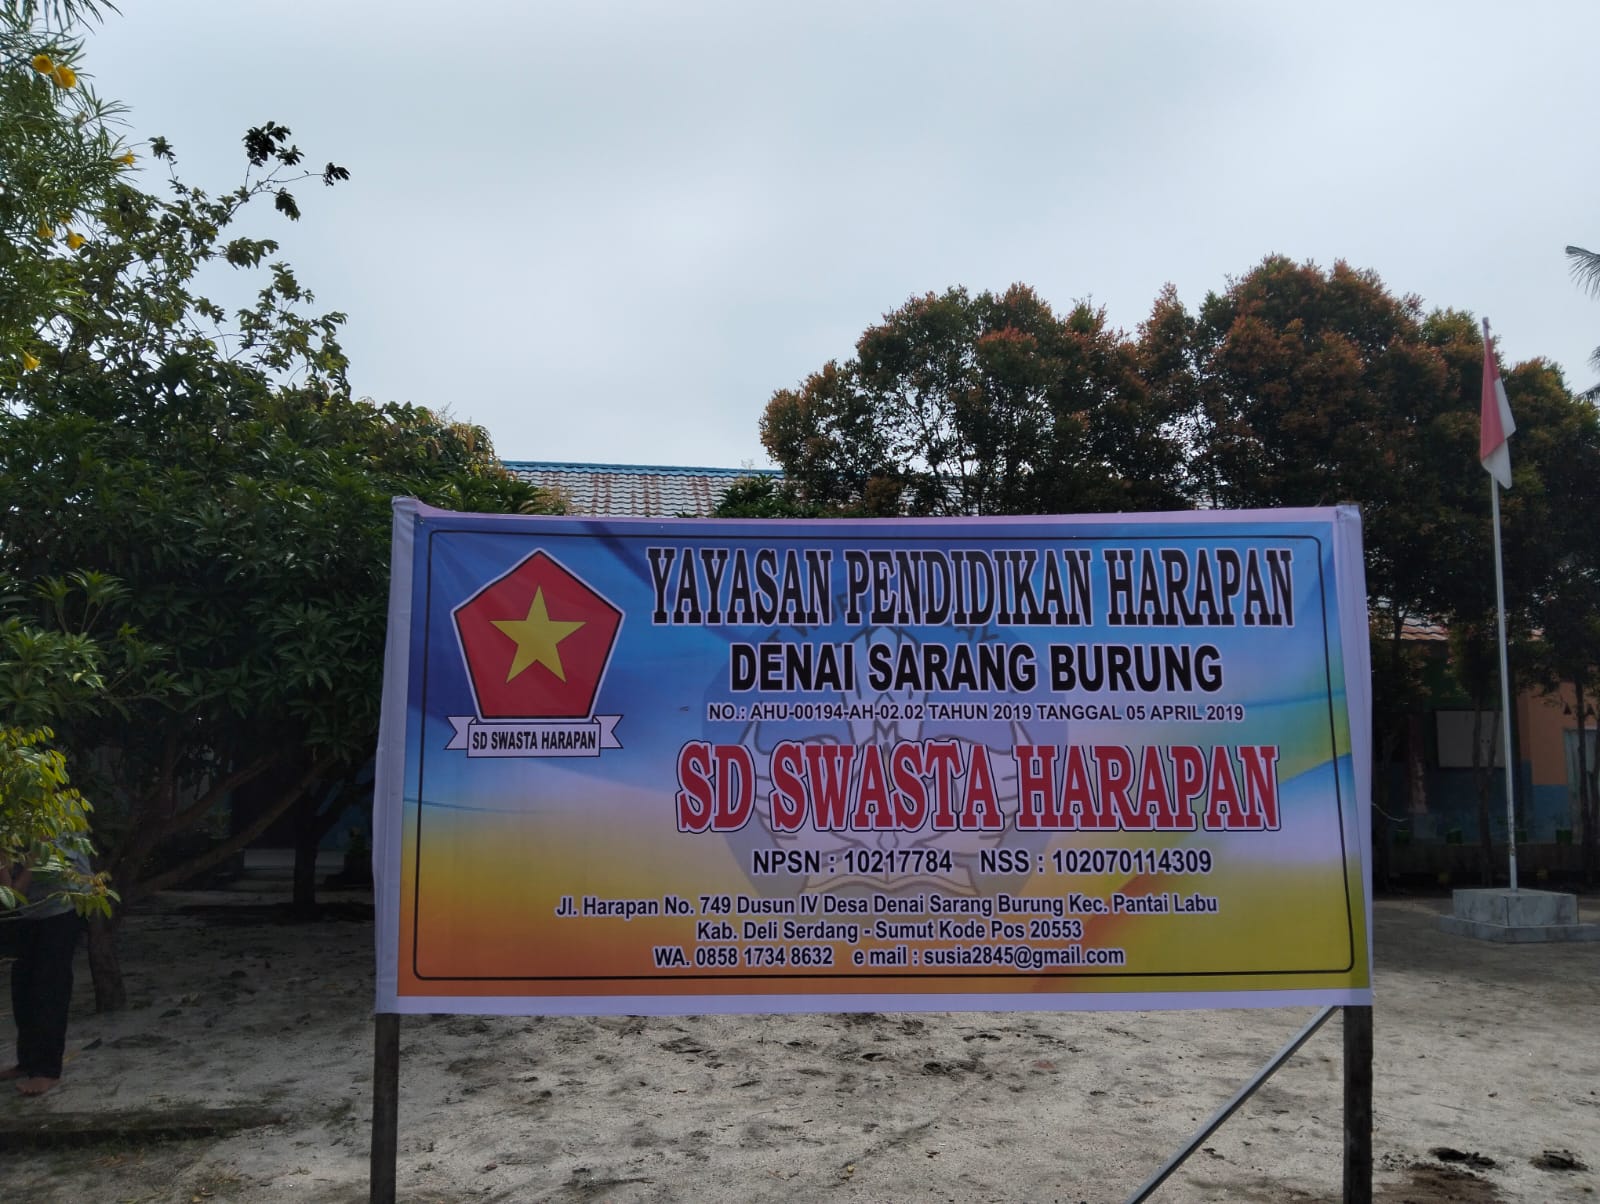 YAYASAN PENDIDIKAN HARAPAN
DENAI SARANG BURUNG
NO.: AHU-00194-AH-02.02 TAHUN 2019 TANGGAL 05 APRIL 2019
SD SWASTA HARAPAN
SD SWASTA HARAPAN
NPSN : 10217784 NSS : 102070114309
Jl. Harapan No. 749 Dusun IV Desa Denai Sarang Burung Kec. Pantai Labu
Kab. Deli Serdang - Sumut Kode Pos 20553
WA. 0858 1734 8632 e mail : susia2845@gmail.com